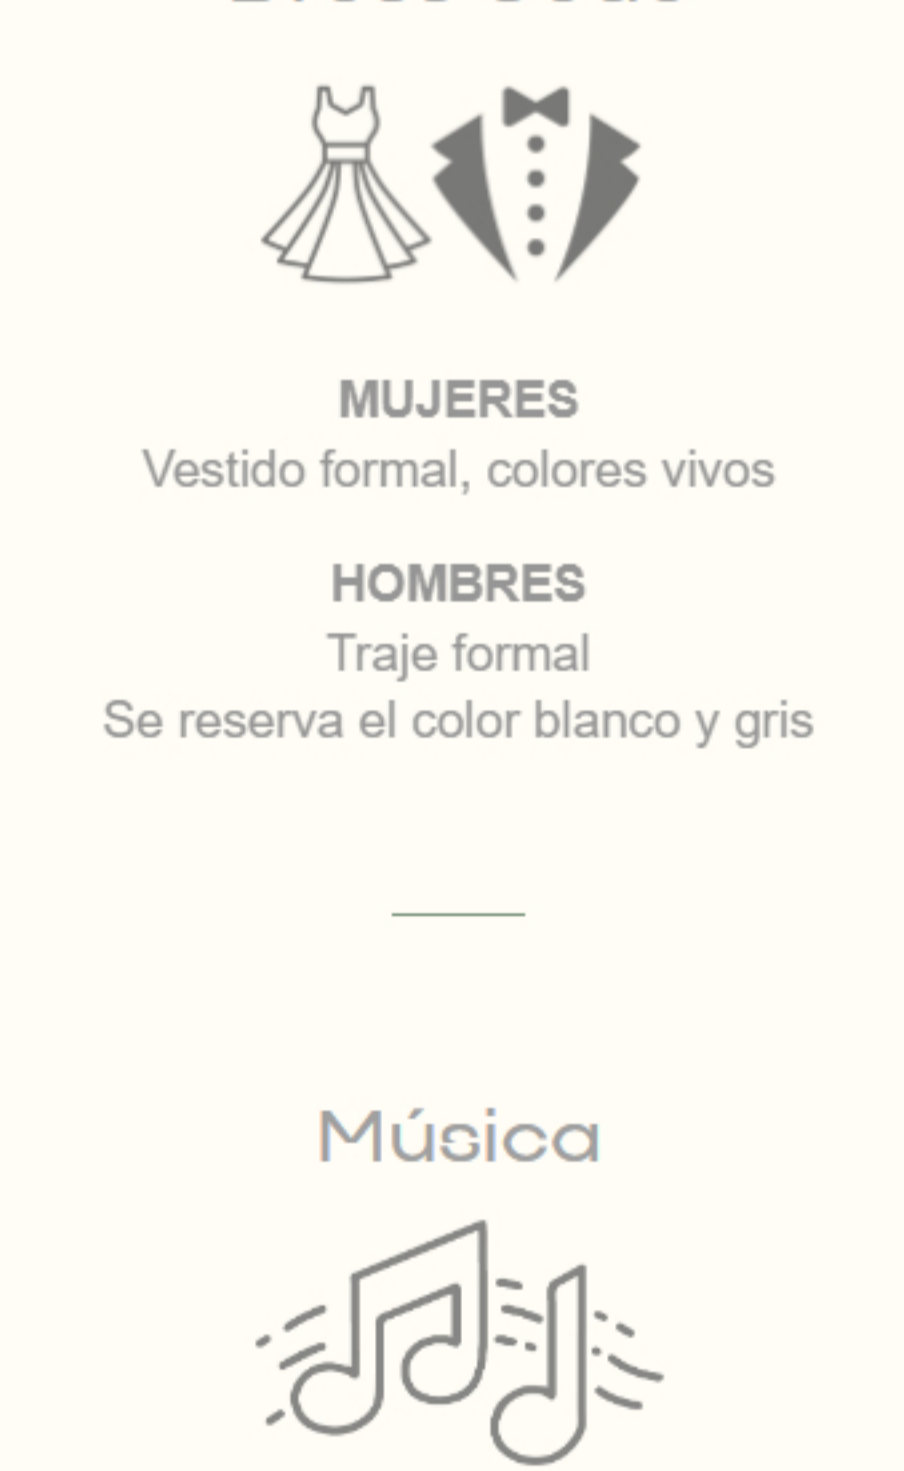 MUJERES
Vestido formal, colores vivos
HOMBRES
Traje formal
Se reserva el color blanco y gris
Música